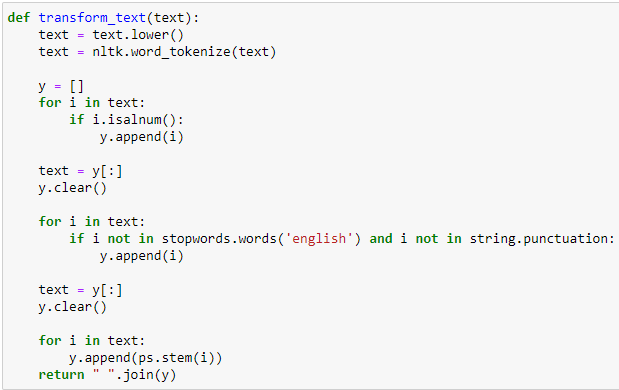 def transform_text(text):
    text = text.lower()
    text = nltk.word_tokenize(text)

    y = []
    for i in text:
        if i.isalnum():
            y.append(i)

    text = y[:]
    y.clear()

    for i in text:
        if i not in stopwords.words('english') and i not in string.punctuation:
            y.append(i)

    text = y[:]
    y.clear()

    for i in text:
        y.append(ps.stem(i))
    return " ".join(y)